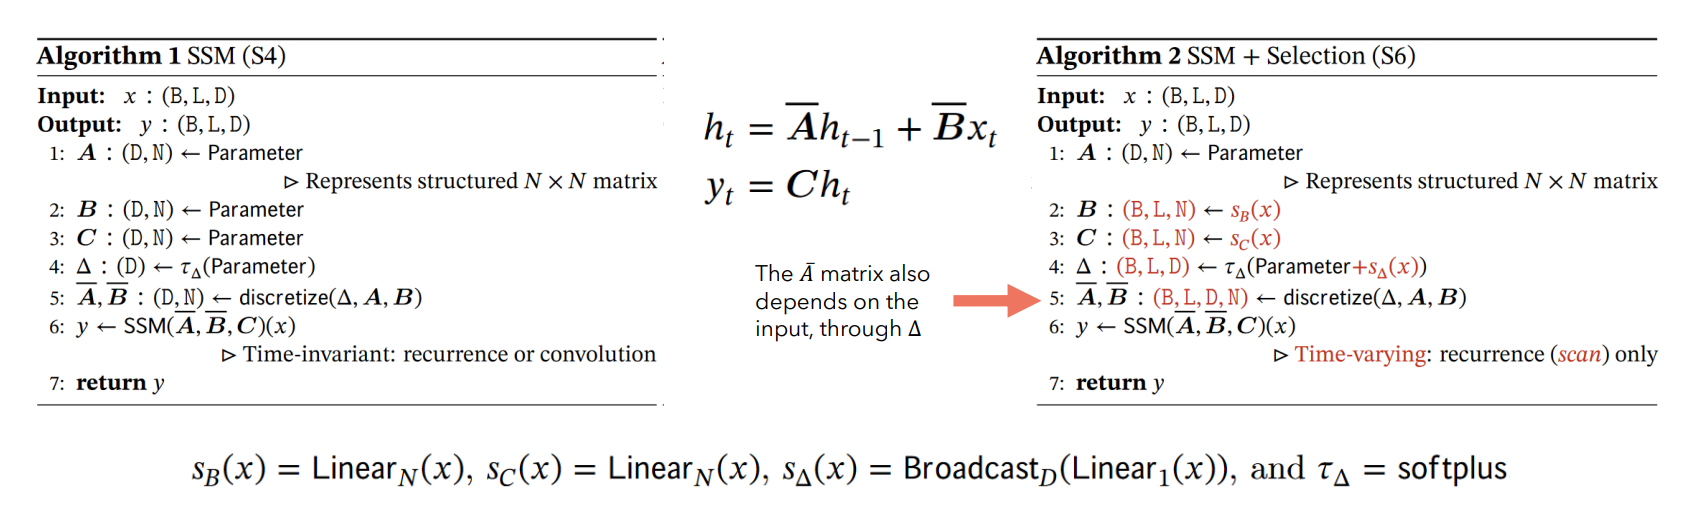 Algorithm 1 SSM (S4)
Input: x : (B, L, D)
Output: y : (B, L, D)
1: A : (D, N) ← Parameter
▷ Represents structured N × N matrix
2: B : (D, N) ← Parameter
3: C : (D, N) ← Parameter
4: Δ : (D) ← τ_Δ(Parameter)
5: A̅, B̅ : (D, N) ← discretize(Δ, A, B)
6: y ← SSM(A̅, B̅, C)(x)
▷ Time-invariant: recurrence or convolution
7: return y
h_t = A̅h_{t−1} + B̅x_t
y_t = Ch_t
The A̅ matrix also
depends on the
input, through Δ
Algorithm 2 SSM + Selection (S6)
Input: x : (B, L, D)
Output: y : (B, L, D)
1: A : (D, N) ← Parameter
▷ Represents structured N × N matrix
2: B : (B, L, N) ← s_B(x)
3: C : (B, L, N) ← s_C(x)
4: Δ : (B, L, D) ← τ_Δ(Parameter+s_Δ(x))
5: A̅, B̅ : (B, L, D, N) ← discretize(Δ, A, B)
6: y ← SSM(A̅, B̅, C)(x)
▷ Time-varying: recurrence (scan) only
7: return y
s_B(x) = Linear_N(x), s_C(x) = Linear_N(x), s_Δ(x) = Broadcast_D(Linear_1(x)), and τ_Δ = softplus